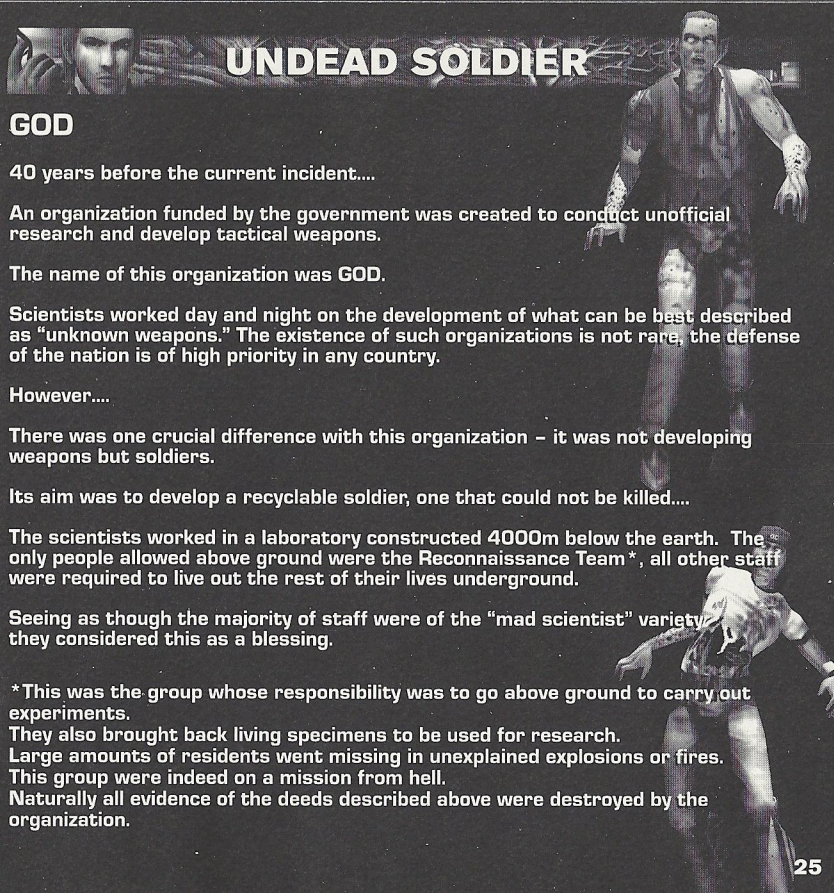 UNDEAD SOLDIER
GOD
40 years before the current incident....
An organization funded by the government was created to conduct unofficial
research and develop tactical weapons.
The name of this organization was GOD.
Scientists worked day and night on the development of what can be best described
as “unknown weapons.” The existence of such organizations is not rare, the defense
of the nation is of high priority in any country.
However....
There was one crucial difference with this organization – it was not developing
weapons but soldiers.
Its aim was to develop a recyclable soldier, one that could not be killed....
The scientists worked in a laboratory constructed 4000m below the earth. The
only people allowed above ground were the Reconnaissance Team*, all other staff
were required to live out the rest of their lives underground.
Seeing as though the majority of staff were of the “mad scientist” variety
they considered this as a blessing.
*This was the group whose responsibility was to go above ground to carry out
experiments.
They also brought back living specimens to be used for research.
Large amounts of residents went missing in unexplained explosions or fires.
This group were indeed on a mission from hell.
Naturally all evidence of the deeds described above were destroyed by the
organization.
25